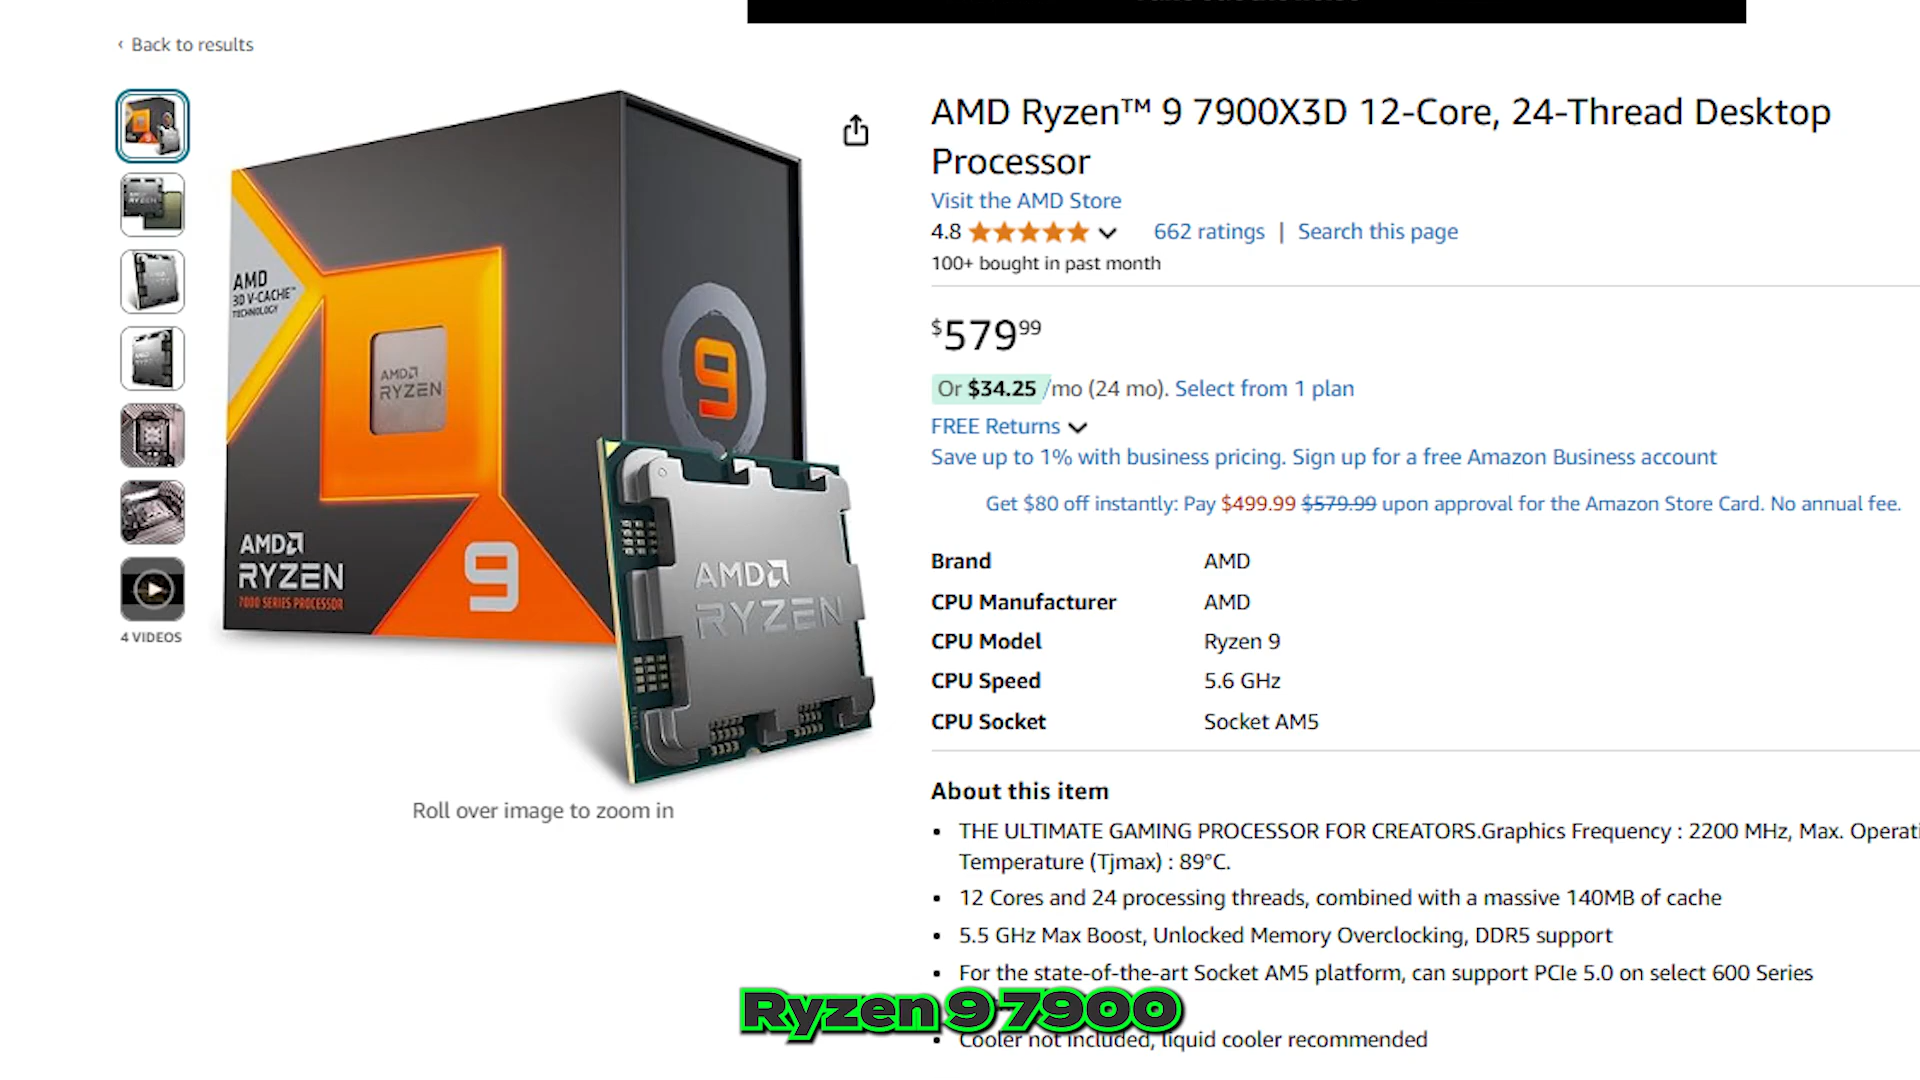 ‹ Back to results
AMD Ryzen™ 9 7900X3D 12-Core, 24-Thread Desktop
Processor
Visit the AMD Store
4.8
662 ratings | Search this page
100+ bought in past month
$579.99
Or $34.25 /mo (24 mo). Select from 1 plan
FREE Returns
Save up to 1% with business pricing. Sign up for a free Amazon Business account
Get $80 off instantly: Pay $499.99 $579.99 upon approval for the Amazon Store Card. No annual fee.
Brand AMD
CPU Manufacturer AMD
CPU Model Ryzen 9
CPU Speed 5.6 GHz
CPU Socket Socket AM5
About this item
• THE ULTIMATE GAMING PROCESSOR FOR CREATORS.Graphics Frequency : 2200 MHz, Max. Operati
Temperature (Tjmax) : 89°C.
• 12 Cores and 24 processing threads, combined with a massive 140MB of cache
• 5.5 GHz Max Boost, Unlocked Memory Overclocking, DDR5 support
• For the state-of-the-art Socket AM5 platform, can support PCIe 5.0 on select 600 Series
• Cooler not included, liquid cooler recommended
AMD
3D V-CACHE™
TECHNOLOGY
AMD
RYZEN
9
AMD
RYZEN
7000 SERIES PROCESSOR
9
AMD
RYZEN
4 VIDEOS
Roll over image to zoom in
Ryzen 9 7900